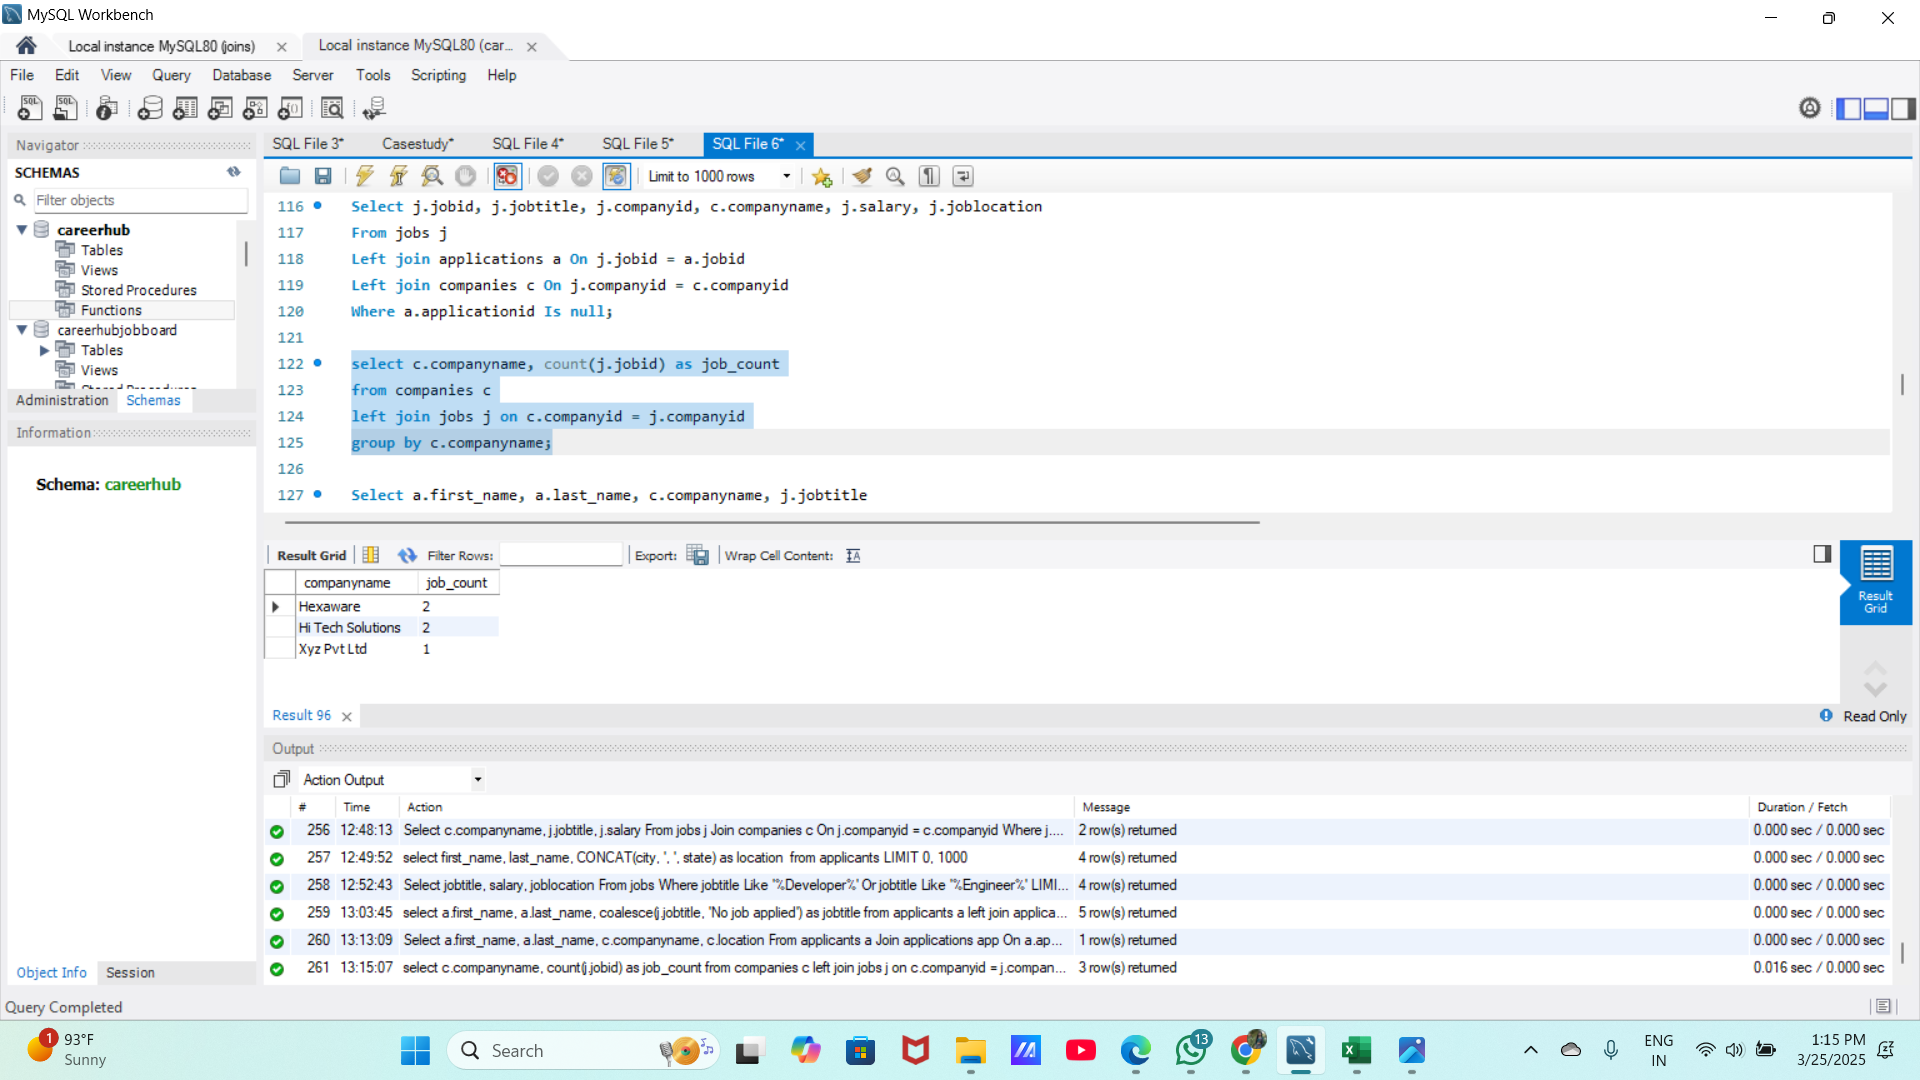 MySQL Workbench
Local instance MySQL80 (joins)
Local instance MySQL80 (car...
File Edit View Query Database Server Tools Scripting Help
Navigator
SCHEMAS
Filter objects
careerhub
Tables
Views
Stored Procedures
Functions
careerhubjobboard
Tables
Views
Stored Procedures
Administration Schemas
Information
Schema: careerhub
Object Info Session
SQL File 3* Casestudy* SQL File 4* SQL File 5* SQL File 6*
Limit to 1000 rows
116 Select j.jobid, j.jobtitle, j.companyid, c.companyname, j.salary, j.joblocation
117 From jobs j
118 Left join applications a On j.jobid = a.jobid
119 Left join companies c On j.companyid = c.companyid
120 Where a.applicationid Is null;
121
122 select c.companyname, count(j.jobid) as job_count
123 from companies c
124 left join jobs j on c.companyid = j.companyid
125 group by c.companyname;
126
127 Select a.first_name, a.last_name, c.companyname, j.jobtitle
Result Grid Filter Rows: Export: Wrap Cell Content:
companyname job_count
Hexaware 2
Hi Tech Solutions 2
Xyz Pvt Ltd 1
Result Grid
Result 96
Read Only
Output
Action Output
# Time Action Message Duration / Fetch
256 12:48:13 Select c.companyname, j.jobtitle, j.salary From jobs j Join companies c On j.companyid = c.companyid Where j.... 2 row(s) returned 0.000 sec / 0.000 sec
257 12:49:52 select first_name, last_name, CONCAT(city, ', ', state) as location from applicants LIMIT 0, 1000 4 row(s) returned 0.000 sec / 0.000 sec
258 12:52:43 Select jobtitle, salary, joblocation From jobs Where jobtitle Like '%Developer%' Or jobtitle Like '%Engineer%' LIMI... 4 row(s) returned 0.000 sec / 0.000 sec
259 13:03:45 select a.first_name, a.last_name, coalesce(j.jobtitle, 'No job applied') as jobtitle from applicants a left join applica... 5 row(s) returned 0.000 sec / 0.000 sec
260 13:13:09 Select a.first_name, a.last_name, c.companyname, c.location From applicants a Join applications app On a.ap... 1 row(s) returned 0.000 sec / 0.000 sec
261 13:15:07 select c.companyname, count(j.jobid) as job_count from companies c left join jobs j on c.companyid = j.compan... 3 row(s) returned 0.016 sec / 0.000 sec
Query Completed
1
93°F
Sunny
Search
13
ENG
IN
1:15 PM
3/25/2025